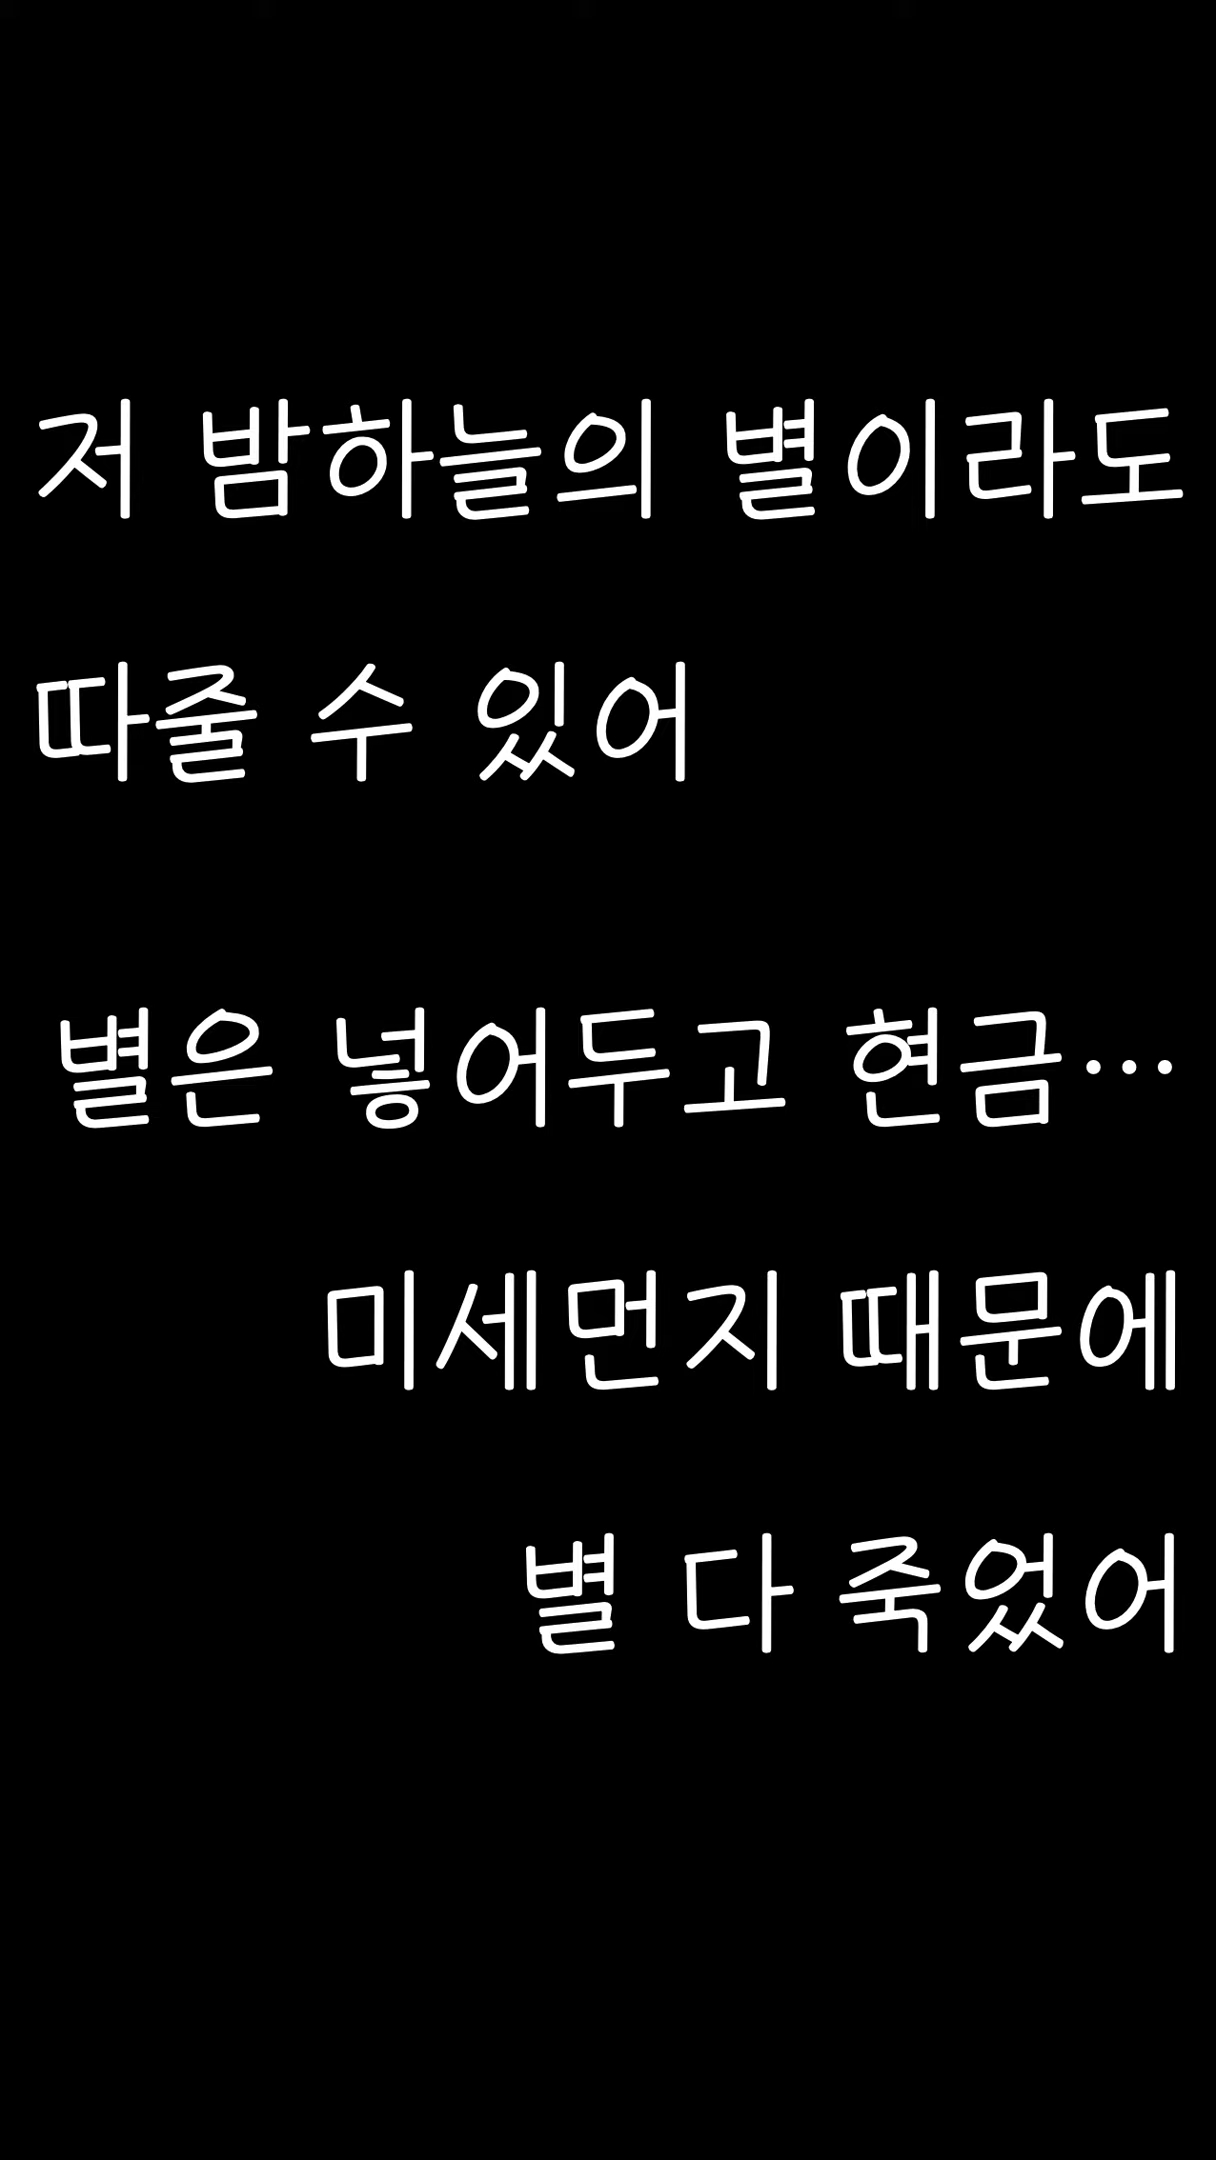 저 밤하늘의 별이라도
따줄 수 있어
별은 넣어두고 현금…
미세먼지 때문에
별 다 죽었어